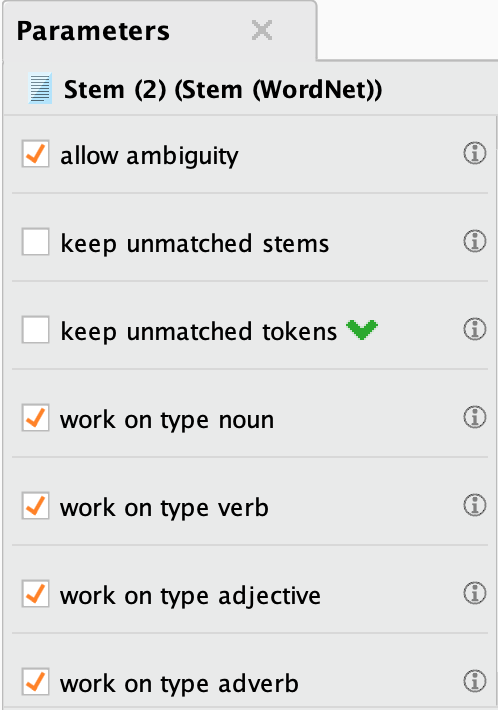 Parameters
Stem (2) (Stem (WordNet))
allow ambiguity
keep unmatched stems
keep unmatched tokens
work on type noun
work on type verb
work on type adjective
work on type adverb